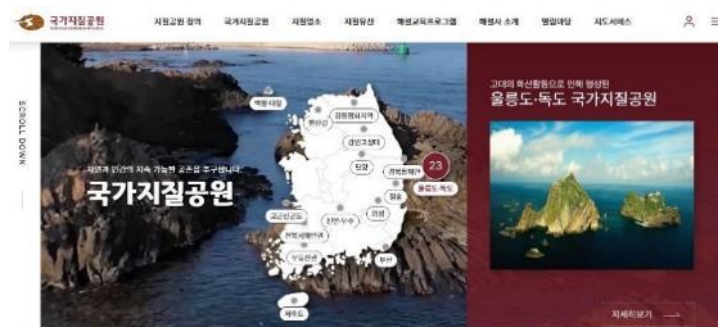 국가지질공원
지질공원 정의 국가지질공원 지질명소 지질유산 해설교육프로그램 해설사 소개 열린마당 지도서비스
SCROLL DOWN
자연과 인간의 지속 가능한 공존을 추구합니다.
국가지질공원
백령·대청
한탄강
강원평화지역
강원고생대
단양
경북동해안
23
울릉도·독도
청송
의성
고군산군도
진안·무주
전북서해안권
무등산권
부산
제주도
고대의 화산활동으로 인해 형성된
울릉도·독도 국가지질공원
자세히보기